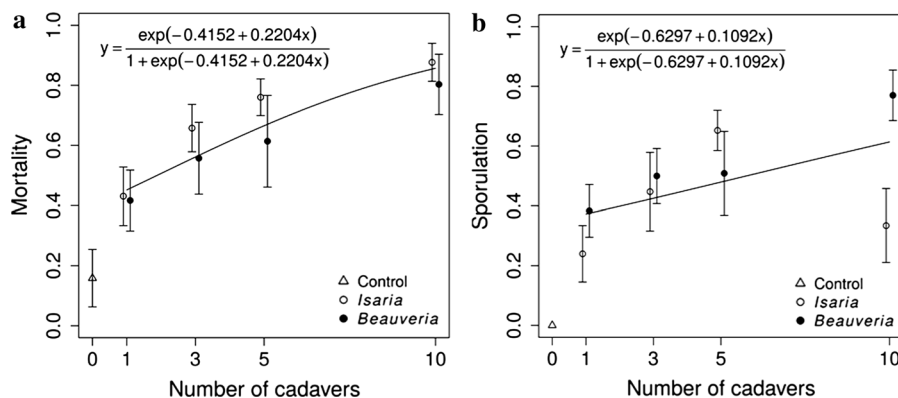 a
y = exp(−0.4152 + 0.2204x) / 1 + exp(−0.4152 + 0.2204x)
Mortality
1.0
0.8
0.6
0.4
0.2
0.0
△ Control
○ Isaria
● Beauveria
0 1 3 5 10
Number of cadavers
b
y = exp(−0.6297 + 0.1092x) / 1 + exp(−0.6297 + 0.1092x)
Sporulation
1.0
0.8
0.6
0.4
0.2
0.0
△ Control
○ Isaria
● Beauveria
0 1 3 5 10
Number of cadavers